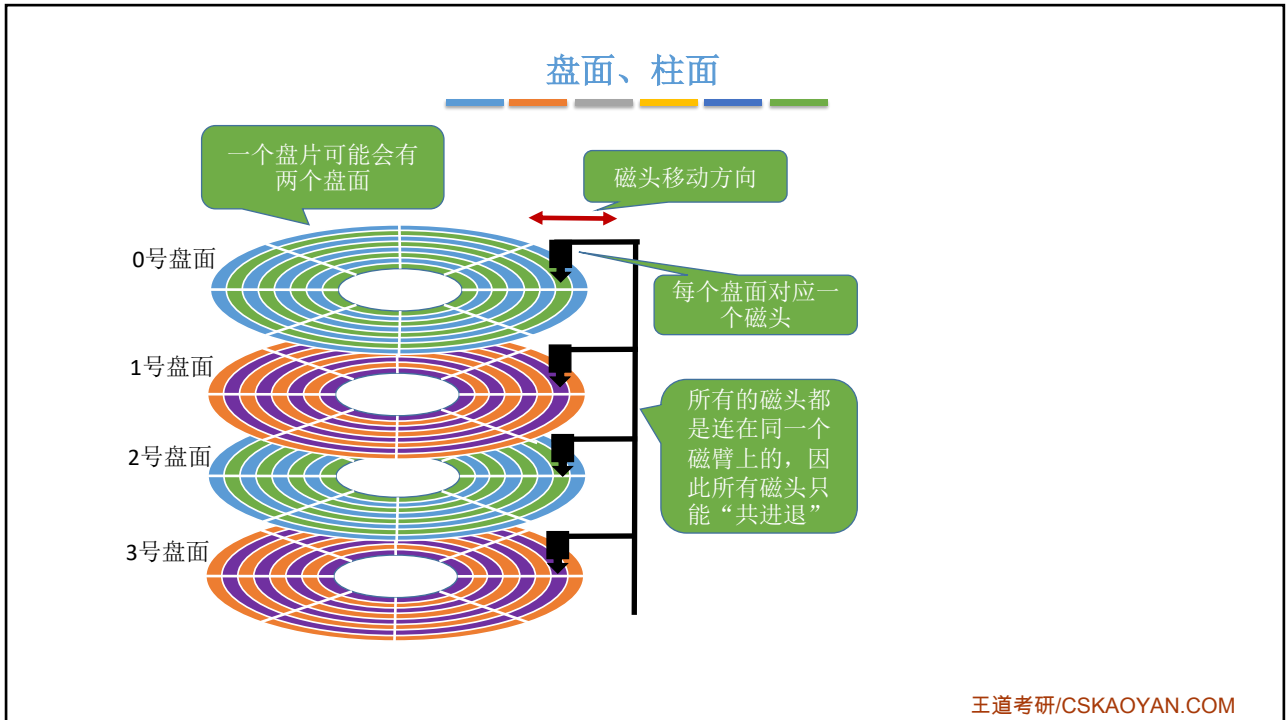 盘面、柱面
一个盘片可能会有
两个盘面
磁头移动方向
0号盘面
每个盘面对应一
个磁头
1号盘面
所有的磁头都
是连在同一个
磁臂上的，因
此所有磁头只
能“共进退”
2号盘面
3号盘面
王道考研/CSKAOYAN.COM